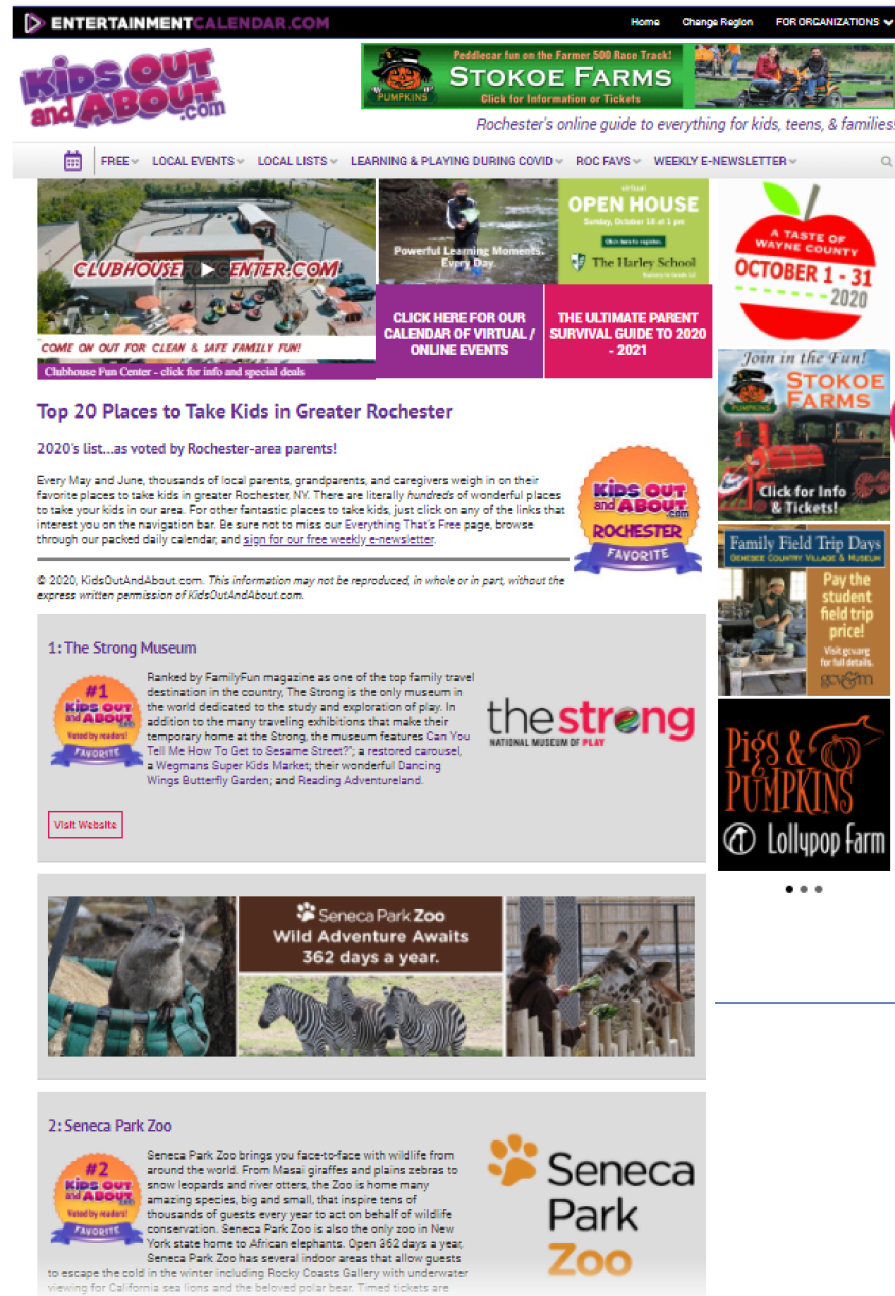 ENTERTAINMENTCALENDAR.COM
Home Change Region FOR ORGANIZATIONS
KIDS OUT
and ABOUT
.com
Peddlecar fun on the Farmer 500 Race Track!
STOKOE FARMS
Click for Information or Tickets
PUMPKINS
Rochester's online guide to everything for kids, teens, & families!
FREE LOCAL EVENTS LOCAL LISTS LEARNING & PLAYING DURING COVID ROC FAVS WEEKLY E-NEWSLETTER
COME ON OUT FOR CLEAN & SAFE FAMILY FUN!
Clubhouse Fun Center - click for info and special deals
Powerful Learning Moments.
Every Day.
virtual
OPEN HOUSE
Sunday, October 18 at 1 pm
Click here to register.
The Harley School
CLICK HERE FOR OUR
CALENDAR OF VIRTUAL /
ONLINE EVENTS
THE ULTIMATE PARENT
SURVIVAL GUIDE TO 2020
- 2021
A TASTE OF
WAYNE COUNTY
OCTOBER 1 - 31
2020
Join in the Fun!
STOKOE
FARMS
PUMPKINS
Click for Info
& Tickets!
Family Field Trip Days
GENESEE COUNTRY VILLAGE & MUSEUM
Pay the
student
field trip
price!
Visit gcv.org
for full details.
gcv&m
Pigs &
PUMPKINS
Lollypop Farm
Top 20 Places to Take Kids in Greater Rochester
2020's list...as voted by Rochester-area parents!
Every May and June, thousands of local parents, grandparents, and caregivers weigh in on their
favorite places to take kids in greater Rochester, NY. There are literally hundreds of wonderful places
to take your kids in our area. For other fantastic places to take kids, just click on any of the links that
interest you on the navigation bar. Be sure not to miss our Everything That's Free page, browse
through our packed daily calendar, and sign for our free weekly e-newsletter.
KIDS OUT
and ABOUT
.com
ROCHESTER
FAVORITE
© 2020, KidsOutAndAbout.com. This information may not be reproduced, in whole or in part, without the
express written permission of KidsOutAndAbout.com.
1: The Strong Museum
#1
KIDS OUT
and ABOUT
.com
Voted by readers!
FAVORITE
Ranked by FamilyFun magazine as one of the top family travel
destination in the country, The Strong is the only museum in
the world dedicated to the study and exploration of play. In
addition to the many traveling exhibitions that make their
temporary home at the Strong, the museum features Can You
Tell Me How To Get to Sesame Street?"; a restored carousel,
a Wegmans Super Kids Market; their wonderful Dancing
Wings Butterfly Garden; and Reading Adventureland.
thestrong
NATIONAL MUSEUM OF PLAY
Visit Website
Seneca Park Zoo
Wild Adventure Awaits
362 days a year.
2: Seneca Park Zoo
#2
KIDS OUT
and ABOUT
.com
Voted by readers!
FAVORITE
Seneca Park Zoo brings you face-to-face with wildlife from
around the world. From Masai giraffes and plains zebras to
snow leopards and river otters, the Zoo is home many
amazing species, big and small, that inspire tens of
thousands of guests every year to act on behalf of wildlife
conservation. Seneca Park Zoo is also the only zoo in New
York state home to African elephants. Open 362 days a year,
Seneca Park Zoo has several indoor areas that allow guests
to escape the cold in the winter including Rocky Coasts Gallery with underwater
viewing for California sea lions and the beloved polar bear. Timed tickets are
Seneca
Park
Zoo